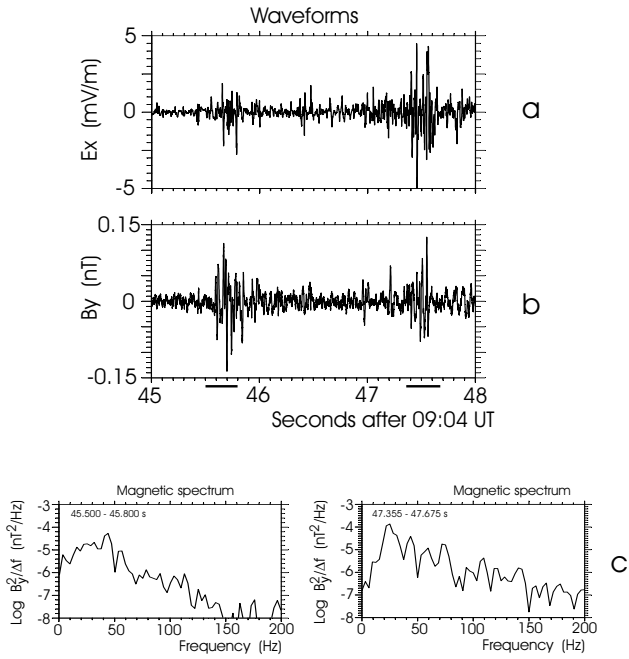 Waveforms
5
0
-5
Ex (mV/m)
a
0.15
0
-0.15
By (nT)
b
45 46 47 48
Seconds after 09:04 UT
Magnetic spectrum
45.500 - 45.800 s
-3
-4
-5
-6
-7
-8
Log B²y/Δf (nT²/Hz)
0 50 100 150 200
Frequency (Hz)
Magnetic spectrum
47.355 - 47.675 s
-3
-4
-5
-6
-7
-8
Log B²y/Δf (nT²/Hz)
0 50 100 150 200
Frequency (Hz)
c